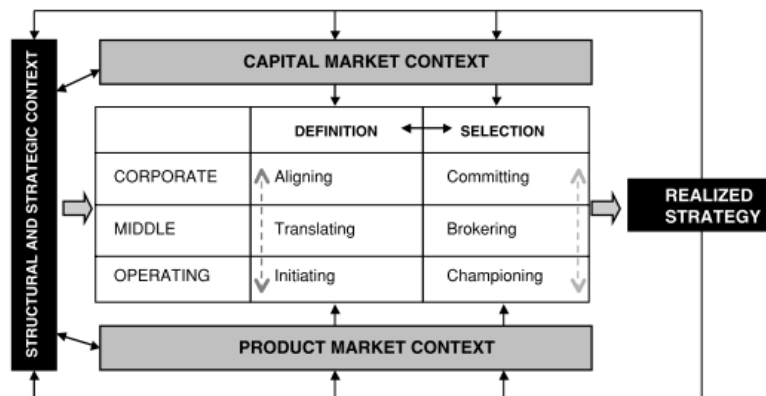 STRUCTURAL AND STRATEGIC CONTEXT
CAPITAL MARKET CONTEXT
DEFINITION SELECTION
CORPORATE Aligning Committing
MIDDLE Translating Brokering
OPERATING Initiating Championing
REALIZED
STRATEGY
PRODUCT MARKET CONTEXT